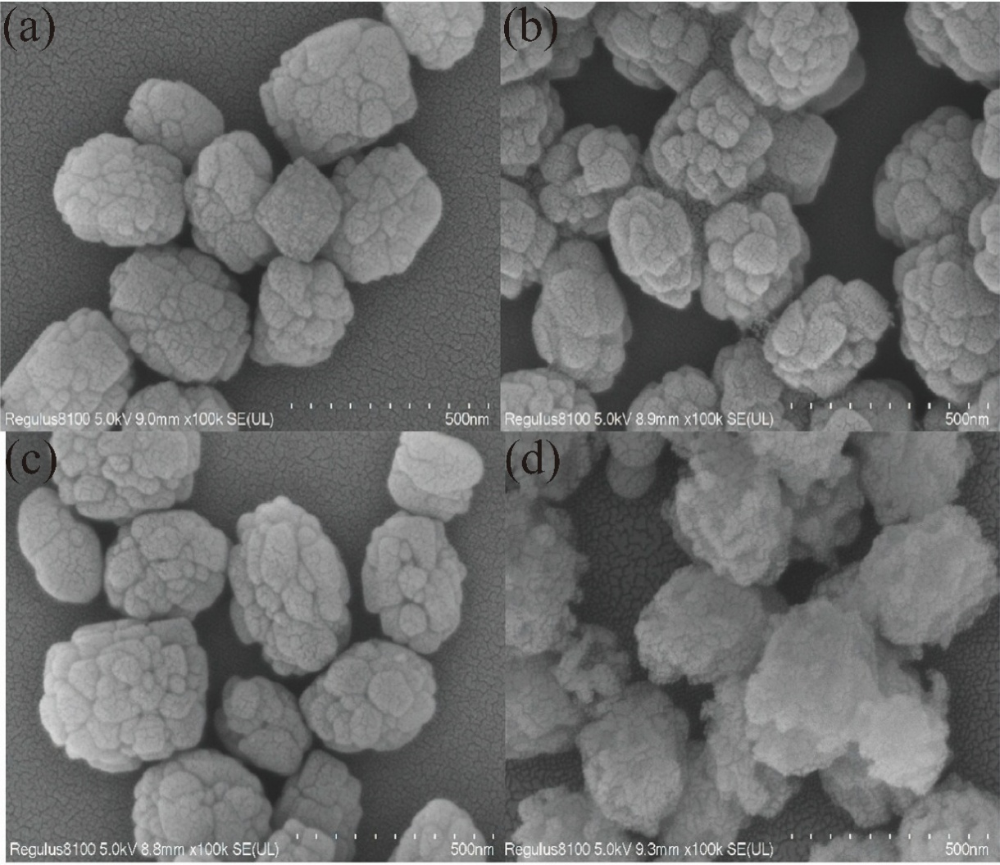 (a)
(b)
Regulus8100 5.0kV 9.0mm x100k SE(UL) 500nm
Regulus8100 5.0kV 8.9mm x100k SE(UL) 500nm
(c)
(d)
Regulus8100 5.0kV 8.8mm x100k SE(UL) 500nm
Regulus8100 5.0kV 9.3mm x100k SE(UL) 500nm